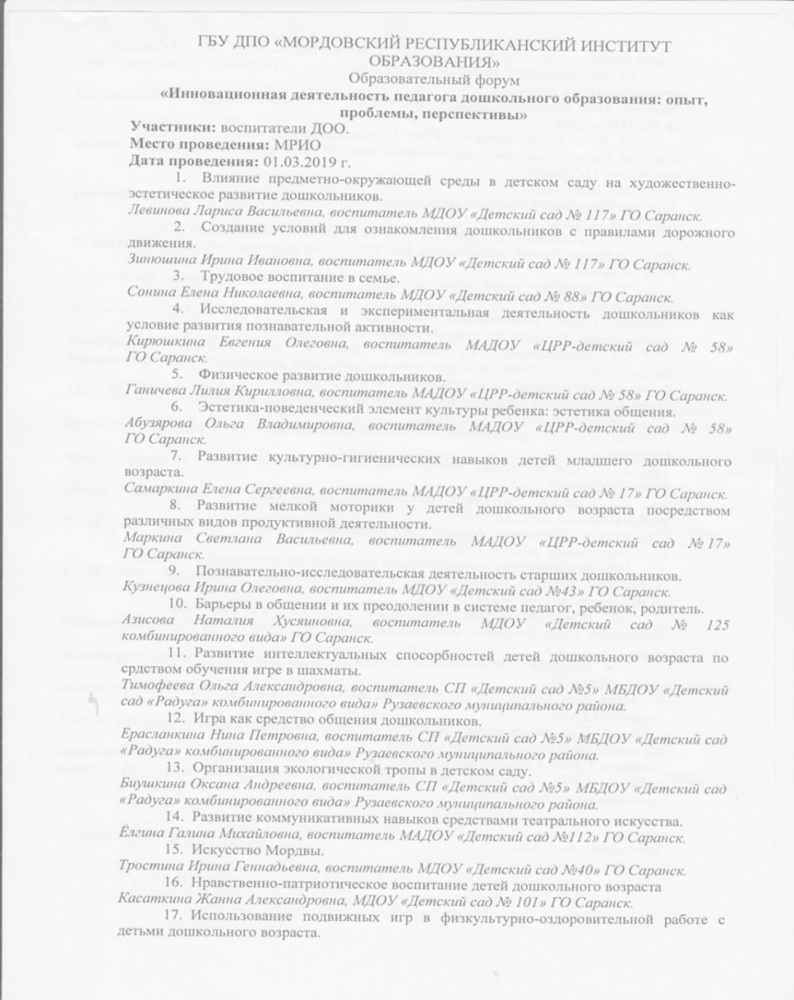 ГБУ ДПО «МОРДОВСКИЙ РЕСПУБЛИКАНСКИЙ ИНСТИТУТ
ОБРАЗОВАНИЯ»
Образовательный форум
«Инновационная деятельность педагога дошкольного образования: опыт,
проблемы, перспективы»
Участники: воспитатели ДОО.
Место проведения: МРИО
Дата проведения: 01.03.2019 г.
1. Влияние предметно-окружающей среды в детском саду на художественно-
эстетическое развитие дошкольников.
Левинова Лариса Васильевна, воспитатель МДОУ «Детский сад № 117» ГО Саранск.
2. Создание условий для ознакомления дошкольников с правилами дорожного
движения.
Зинюшина Ирина Ивановна, воспитатель МДОУ «Детский сад № 117» ГО Саранск.
3. Трудовое воспитание в семье.
Сонина Елена Николаевна, воспитатель МДОУ «Детский сад № 88» ГО Саранск.
4. Исследовательская и экспериментальная деятельность дошкольников как
условие развития познавательной активности.
Кирюшкина Евгения Олеговна, воспитатель МАДОУ «ЦРР-детский сад № 58»
ГО Саранск.
5. Физическое развитие дошкольников.
Ганичева Лилия Кирилловна, воспитатель МАДОУ «ЦРР-детский сад № 58» ГО Саранск.
6. Эстетика-поведенческий элемент культуры ребенка: эстетика общения.
Абузярова Ольга Владимировна, воспитатель МАДОУ «ЦРР-детский сад № 58»
ГО Саранск.
7. Развитие культурно-гигиенических навыков детей младшего дошкольного
возраста.
Самаркина Елена Сергеевна, воспитатель МАДОУ «ЦРР-детский сад № 17» ГО Саранск.
8. Развитие мелкой моторики у детей дошкольного возраста посредством
различных видов продуктивной деятельности.
Маркина Светлана Васильевна, воспитатель МАДОУ «ЦРР-детский сад №17»
ГО Саранск.
9. Познавательно-исследовательская деятельность старших дошкольников.
Кузнецова Ирина Олеговна, воспитатель МДОУ «Детский сад №43» ГО Саранск.
10. Барьеры в общении и их преодолении в системе педагог, ребенок, родитель.
Азисова Наталия Хусяиновна, воспитатель МДОУ «Детский сад № 125
комбинированного вида» ГО Саранск.
11. Развитие интеллектуальных спосорбностей детей дошкольного возраста по
срдством обучения игре в шахматы.
Тимофеева Ольга Александровна, воспитатель СП «Детский сад №5» МБДОУ «Детский
сад «Радуга» комбинированного вида» Рузаевского муниципального района.
12. Игра как средство общения дошкольников.
Ерасланкина Нина Петровна, воспитатель СП «Детский сад №5» МБДОУ «Детский сад
«Радуга» комбинированного вида» Рузаевского муниципального района.
13. Организация экологической тропы в детском саду.
Биушкина Оксана Андреевна, воспитатель СП «Детский сад №5» МБДОУ «Детский сад
«Радуга» комбинированного вида» Рузаевского муниципального района.
14. Развитие коммуникативных навыков средствами театрального искусства.
Ёлгина Галина Михайловна, воспитатель МАДОУ «Детский сад №112» ГО Саранск.
15. Искусство Мордвы.
Тростина Ирина Геннадьевна, воспитатель МДОУ «Детский сад №40» ГО Саранск.
16. Нравственно-патриотическое воспитание детей дошкольного возраста
Касаткина Жанна Александровна, МДОУ «Детский сад № 101» ГО Саранск.
17. Использование подвижных игр в физкультурно-оздоровительной работе с
детьми дошкольного возраста.